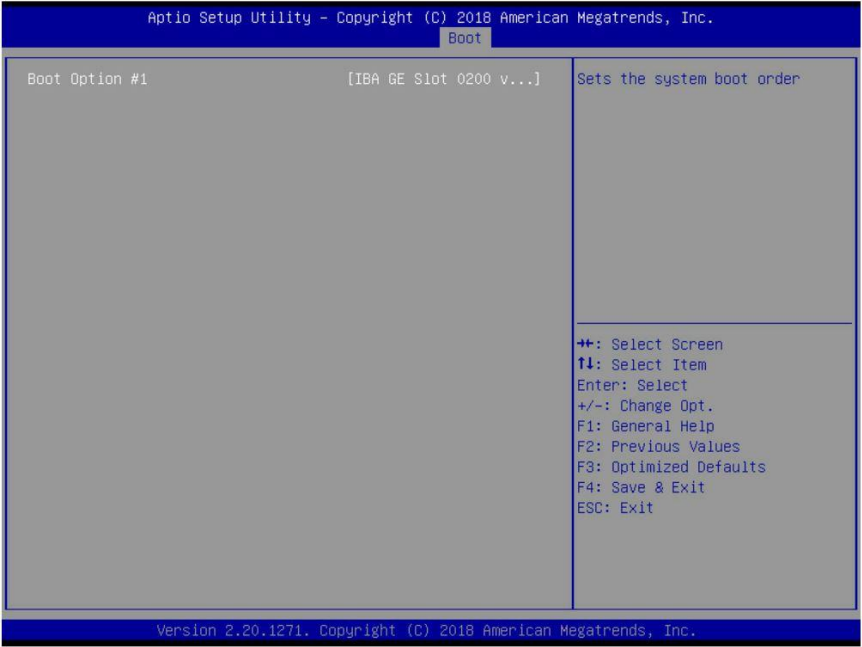 Aptio Setup Utility – Copyright (C) 2018 American Megatrends, Inc.
Boot
Boot Option #1 [IBA GE Slot 0200 v...]
Sets the system boot order
→←: Select Screen
↑↓: Select Item
Enter: Select
+/-: Change Opt.
F1: General Help
F2: Previous Values
F3: Optimized Defaults
F4: Save & Exit
ESC: Exit
Version 2.20.1271. Copyright (C) 2018 American Megatrends, Inc.